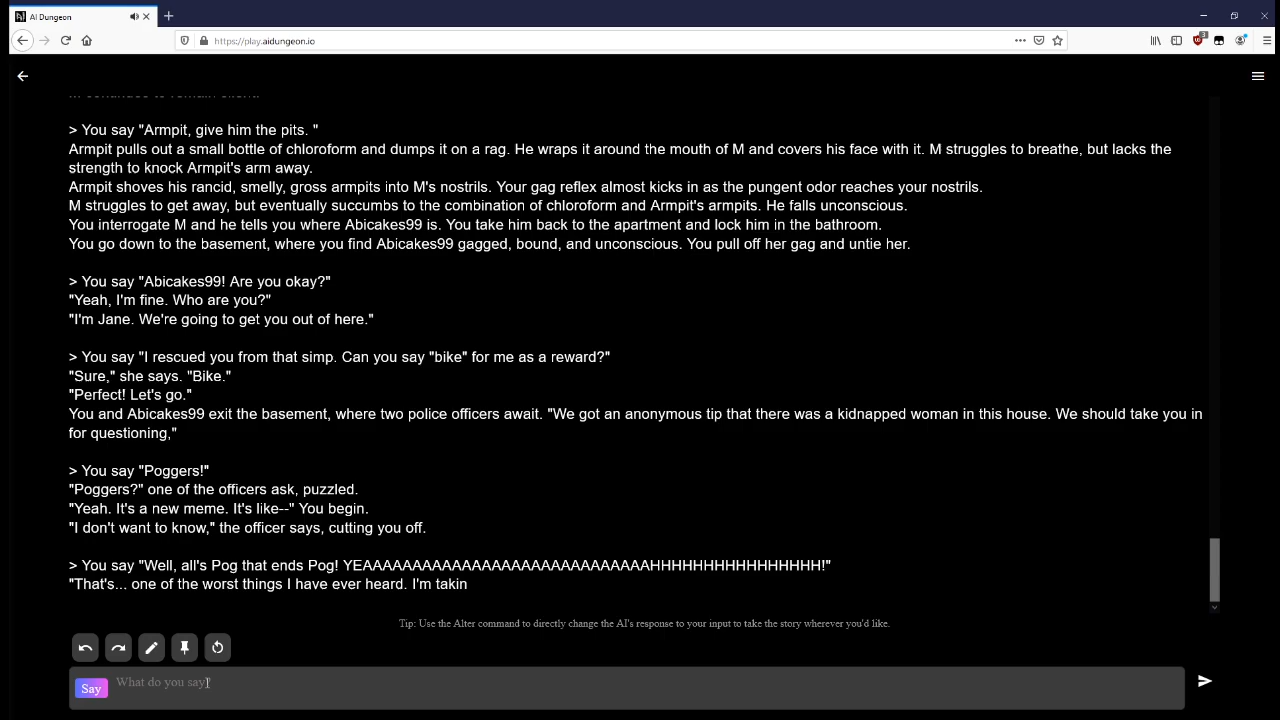 AI Dungeon
https://play.aidungeon.io
> You say "Armpit, give him the pits. "
Armpit pulls out a small bottle of chloroform and dumps it on a rag. He wraps it around the mouth of M and covers his face with it. M struggles to breathe, but lacks the
strength to knock Armpit's arm away.
Armpit shoves his rancid, smelly, gross armpits into M's nostrils. Your gag reflex almost kicks in as the pungent odor reaches your nostrils.
M struggles to get away, but eventually succumbs to the combination of chloroform and Armpit's armpits. He falls unconscious.
You interrogate M and he tells you where Abicakes99 is. You take him back to the apartment and lock him in the bathroom.
You go down to the basement, where you find Abicakes99 gagged, bound, and unconscious. You pull off her gag and untie her.
> You say "Abicakes99! Are you okay?"
"Yeah, I'm fine. Who are you?"
"I'm Jane. We're going to get you out of here."
> You say "I rescued you from that simp. Can you say "bike" for me as a reward?"
"Sure," she says. "Bike."
"Perfect! Let's go."
You and Abicakes99 exit the basement, where two police officers await. "We got an anonymous tip that there was a kidnapped woman in this house. We should take you in
for questioning,"
> You say "Poggers!"
"Poggers?" one of the officers ask, puzzled.
"Yeah. It's a new meme. It's like--" You begin.
"I don't want to know," the officer says, cutting you off.
> You say "Well, all's Pog that ends Pog! YEAAAAAAAAAAAAAAAAAAAAAAAAAAAAAHHHHHHHHHHHHHHHH!"
"That's... one of the worst things I have ever heard. I'm takin
Tip: Use the Alter command to directly change the AI's response to your input to take the story wherever you'd like.
Say What do you say?